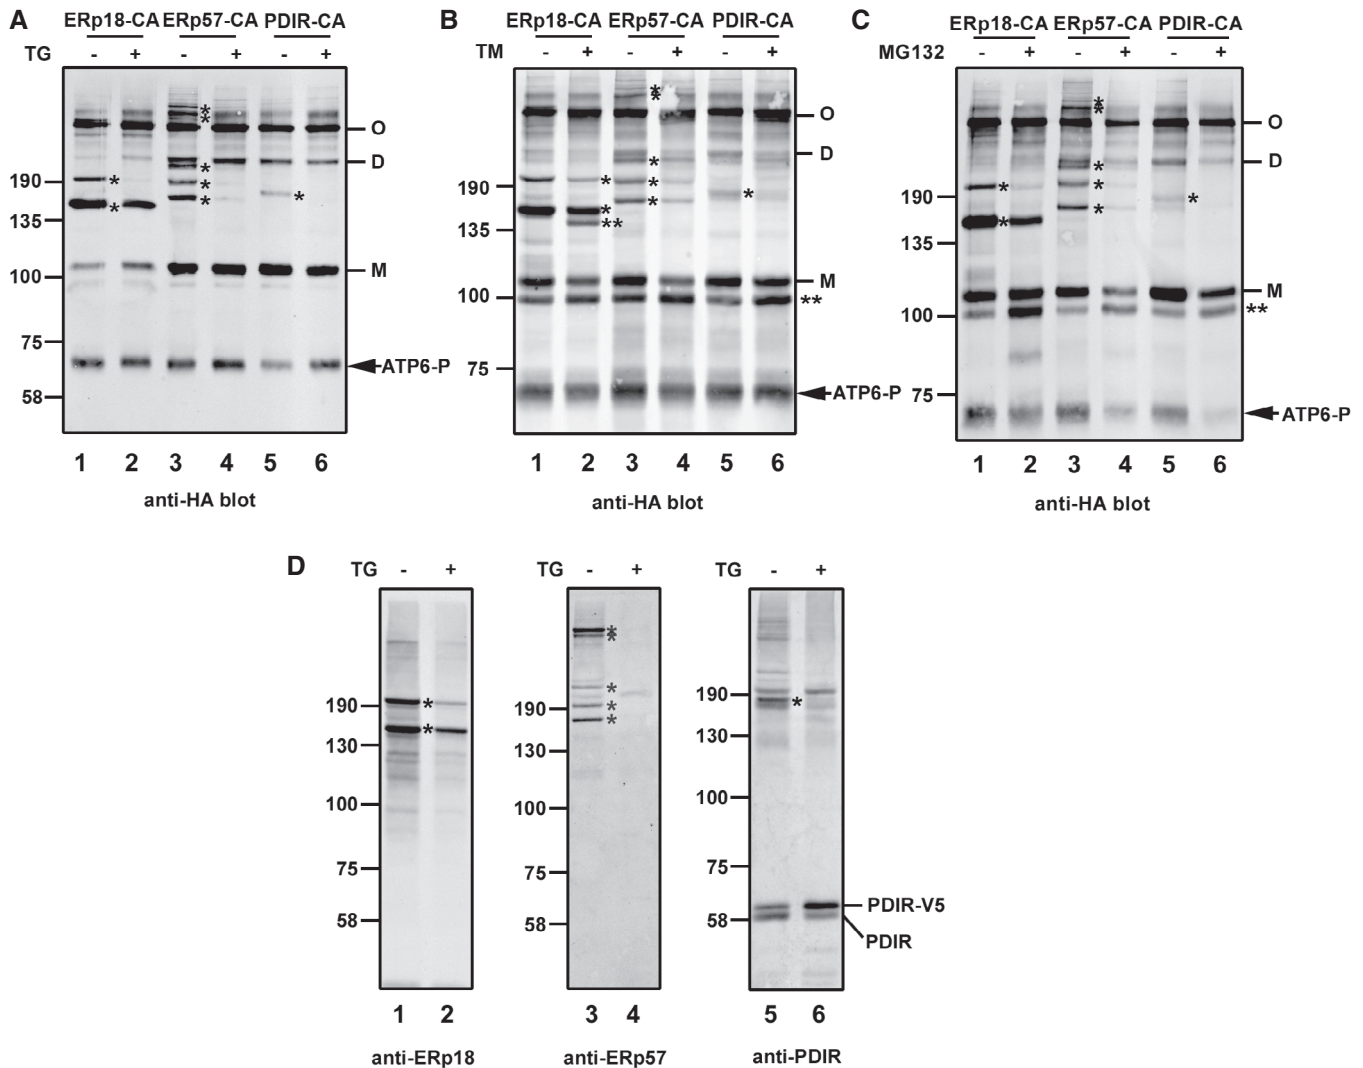 A
ERp18-CA ERp57-CA PDIR-CA
TG - + - + - +
* * * * * * * *
O
D
190
135
M
100
75
ATP6-P
58
1 2 3 4 5 6
anti-HA blot
B
ERp18-CA ERp57-CA PDIR-CA
TM - + - + - +
* * * * * * * *
O
D
190
135
**
M
100
**
75
ATP6-P
1 2 3 4 5 6
anti-HA blot
C
ERp18-CA ERp57-CA PDIR-CA
MG132 - + - + - +
* * * * * * * *
O
D
190
135
M
100
**
75
ATP6-P
1 2 3 4 5 6
anti-HA blot
D
TG - +
190 *
* 
130
100
75
58
1 2
anti-ERp18
TG - +
* *
*
190 *
*
130
100
75
58
3 4
anti-ERp57
TG - +
190
*
130
100
75
PDIR-V5
58
PDIR
5 6
anti-PDIR